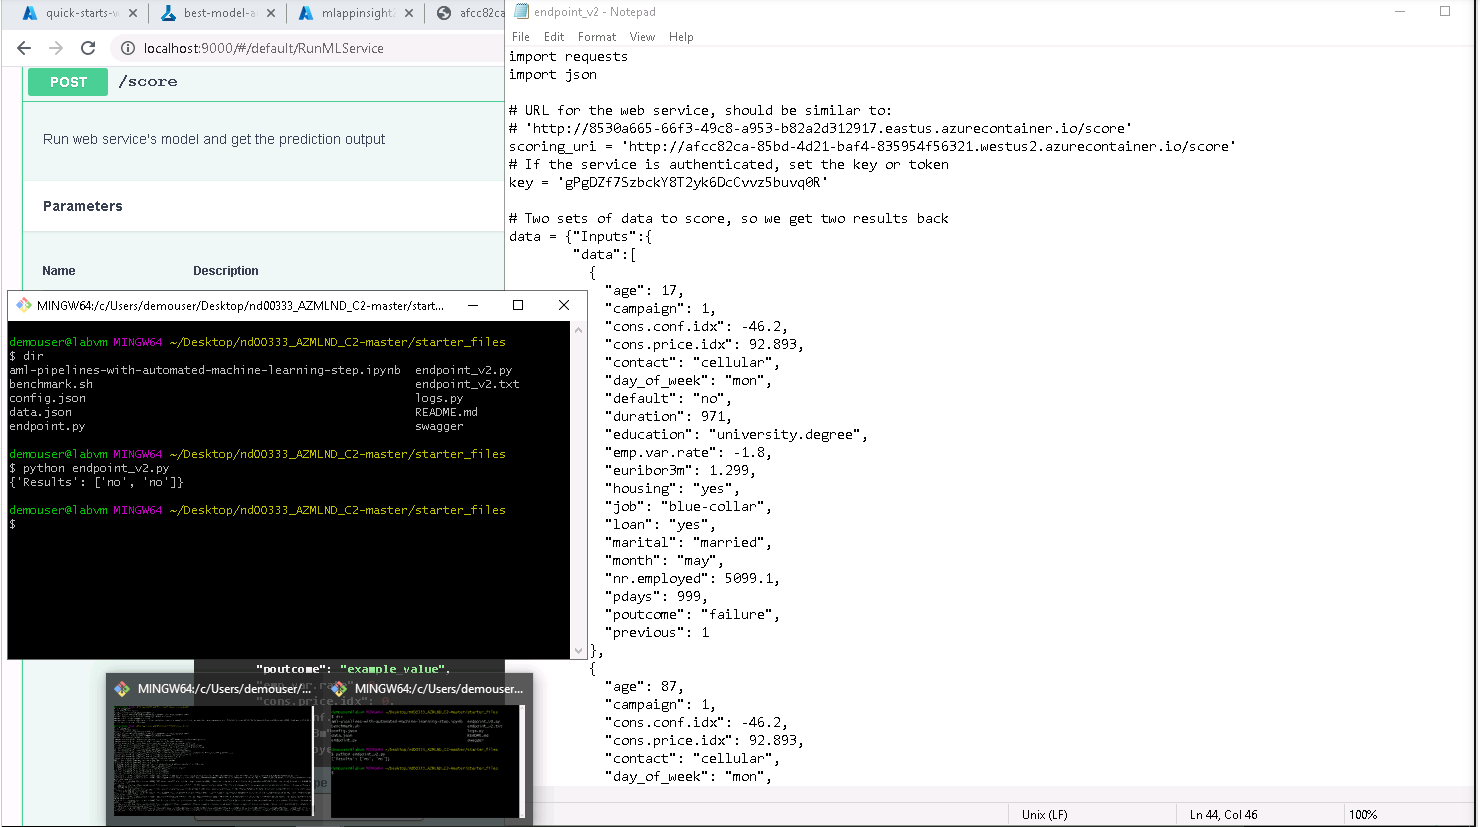 quick-starts-w
best-model-a
mlappinsight
afcc82ca
localhost:9000/#/default/RunMLService
POST /score
Run web service's model and get the prediction output
Parameters
Name Description
endpoint_v2 - Notepad
File Edit Format View Help
import requests
import json
# URL for the web service, should be similar to:
# 'http://8530a665-66f3-49c8-a953-b82a2d312917.eastus.azurecontainer.io/score'
scoring_uri = 'http://afcc82ca-85bd-4d21-baf4-835954f56321.westus2.azurecontainer.io/score'
# If the service is authenticated, set the key or token
key = 'gPgDZf7SzbckY8T2yk6DcCvvz5buvq0R'
# Two sets of data to score, so we get two results back
data = {"Inputs":{
"data":[
{
"age": 17,
"campaign": 1,
"cons.conf.idx": -46.2,
"cons.price.idx": 92.893,
"contact": "cellular",
"day_of_week": "mon",
"default": "no",
"duration": 971,
"education": "university.degree",
"emp.var.rate": -1.8,
"euribor3m": 1.299,
"housing": "yes",
"job": "blue-collar",
"loan": "yes",
"marital": "married",
"month": "may",
"nr.employed": 5099.1,
"pdays": 999,
"poutcome": "failure",
"previous": 1
},
{
"age": 87,
"campaign": 1,
"cons.conf.idx": -46.2,
"cons.price.idx": 92.893,
"contact": "cellular",
"day_of_week": "mon",
Unix (LF) Ln 44, Col 46 100%
MINGW64:/c/Users/demouser/Desktop/nd00333_AZMLND_C2-master/start...
demouser@labvm MINGW64 ~/Desktop/nd00333_AZMLND_C2-master/starter_files
$ dir
aml-pipelines-with-automated-machine-learning-step.ipynb endpoint_v2.py
benchmark.sh endpoint_v2.txt
config.json logs.py
data.json README.md
endpoint.py swagger
demouser@labvm MINGW64 ~/Desktop/nd00333_AZMLND_C2-master/starter_files
$ python endpoint_v2.py
{'Results': ['no', 'no']}
demouser@labvm MINGW64 ~/Desktop/nd00333_AZMLND_C2-master/starter_files
$
"poutcome": "example_value",
MINGW64:/c/Users/demouser/... MINGW64:/c/Users/demouser...
"cons.price.idx": 0,